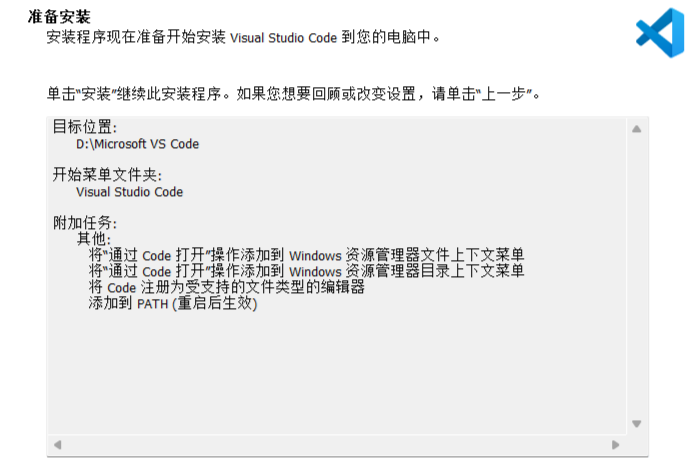 准备安装
安装程序现在准备开始安装 Visual Studio Code 到您的电脑中。
单击"安装"继续此安装程序。如果您想要回顾或改变设置，请单击"上一步"。
目标位置:
D:\Microsoft VS Code
开始菜单文件夹:
Visual Studio Code
附加任务:
其他:
将"通过 Code 打开"操作添加到 Windows 资源管理器文件上下文菜单
将"通过 Code 打开"操作添加到 Windows 资源管理器目录上下文菜单
将 Code 注册为受支持的文件类型的编辑器
添加到 PATH (重启后生效)